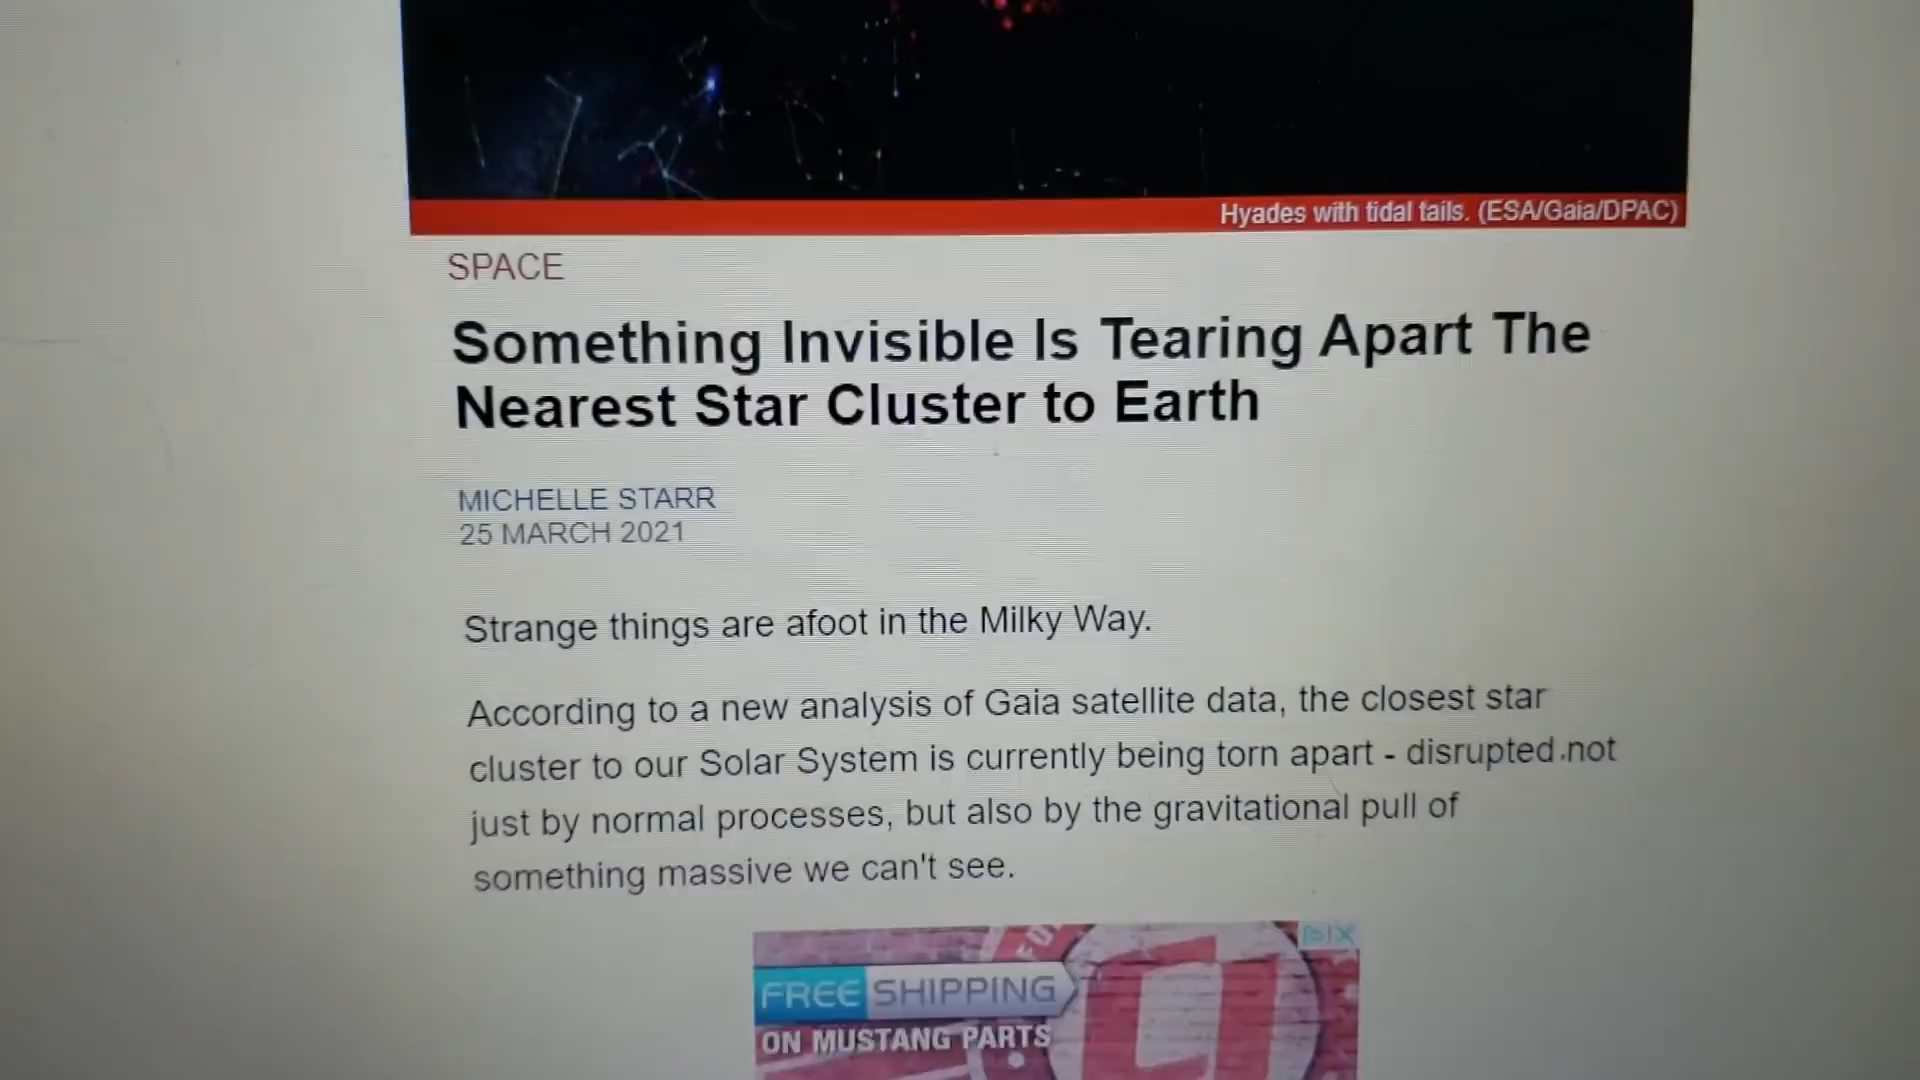 Hyades with tidal tails. (ESA/Gaia/DPAC)
SPACE
Something Invisible Is Tearing Apart The
Nearest Star Cluster to Earth
MICHELLE STARR
25 MARCH 2021
Strange things are afoot in the Milky Way.
According to a new analysis of Gaia satellite data, the closest star
cluster to our Solar System is currently being torn apart - disrupted not
just by normal processes, but also by the gravitational pull of
something massive we can't see.
FREE SHIPPING
ON MUSTANG PARTS